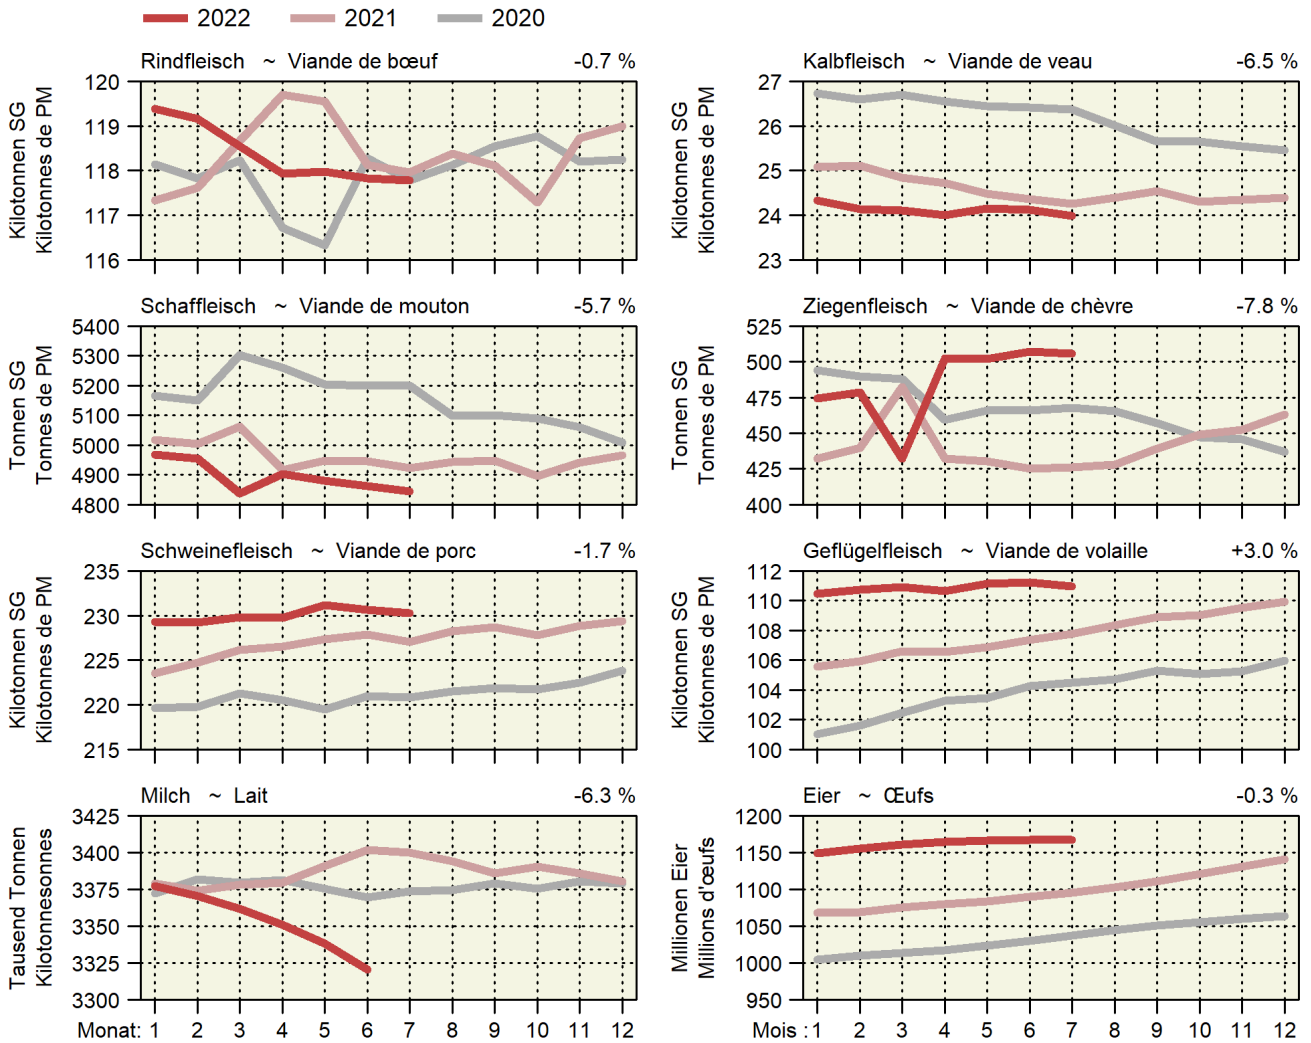 2022 2021 2020
Rindfleisch ~ Viande de bœuf -0.7 %
Kilotonnen SG
Kilotonnes de PM
120
119
118
117
116
Kalbfleisch ~ Viande de veau -6.5 %
Kilotonnen SG
Kilotonnes de PM
27
26
25
24
23
Schaffleisch ~ Viande de mouton -5.7 %
Tonnen SG
Tonnes de PM
5400
5300
5200
5100
5000
4900
4800
Ziegenfleisch ~ Viande de chèvre -7.8 %
Tonnen SG
Tonnes de PM
525
500
475
450
425
400
Schweinefleisch ~ Viande de porc -1.7 %
Kilotonnen SG
Kilotonnes de PM
235
230
225
220
215
Geflügelfleisch ~ Viande de volaille +3.0 %
Kilotonnen SG
Kilotonnes de PM
112
110
108
106
104
102
100
Milch ~ Lait -6.3 %
Tausend Tonnen
Kilotonnesonnes
3425
3400
3375
3350
3325
3300
Monat: 1 2 3 4 5 6 7 8 9 10 11 12
Eier ~ Œufs -0.3 %
Millionen Eier
Millions d'œufs
1200
1150
1100
1050
1000
950
Mois : 1 2 3 4 5 6 7 8 9 10 11 12